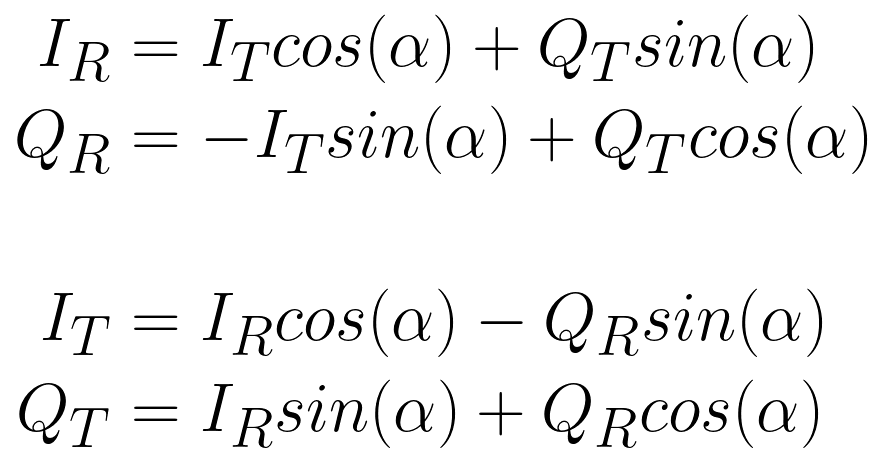 I_R = I_T cos(α) + Q_T sin(α)
Q_R = −I_T sin(α) + Q_T cos(α)
I_T = I_R cos(α) − Q_R sin(α)
Q_T = I_R sin(α) + Q_R cos(α)